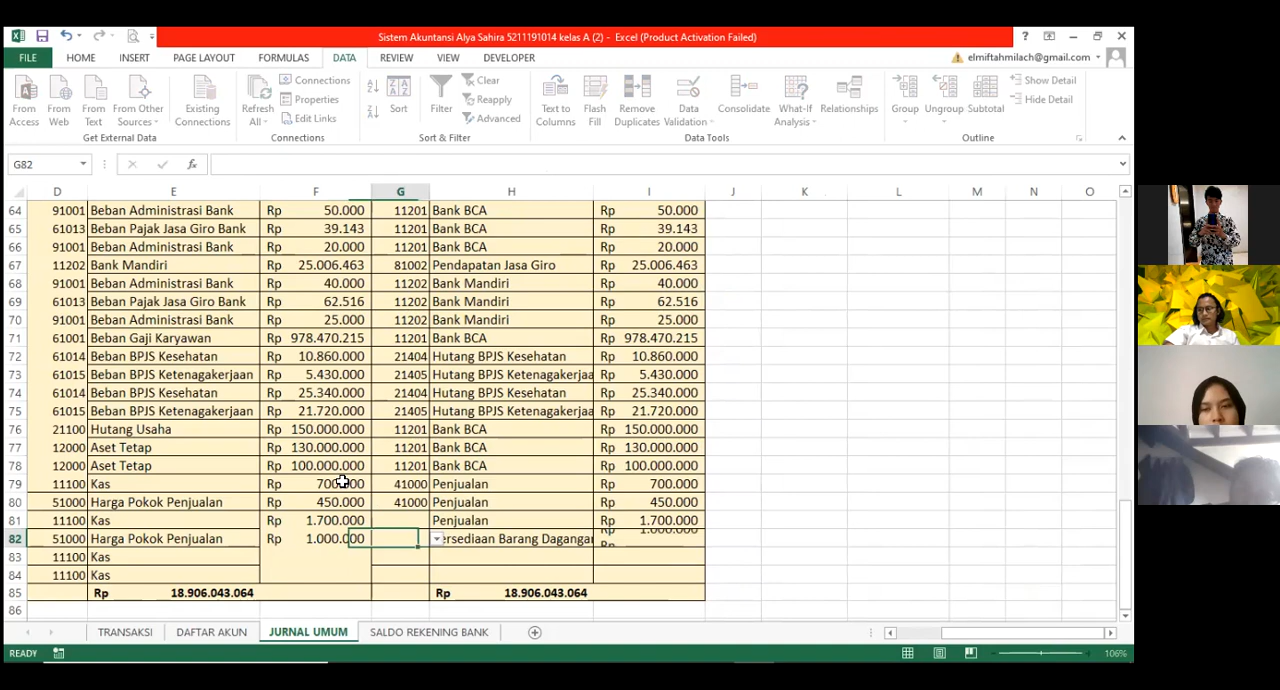 Sistem Akuntansi Alya Sahira 5211191014 kelas A (2) - Excel (Product Activation Failed)
FILE HOME INSERT PAGE LAYOUT FORMULAS DATA REVIEW VIEW DEVELOPER elmiftahmilach@gmail.com
From Access From Web From Text From Other Sources Existing Connections Refresh All Connections Properties Edit Links Sort Filter Clear Reapply Advanced Text to Columns Flash Fill Remove Duplicates Data Validation Consolidate What-If Analysis Relationships Group Ungroup Subtotal Show Detail Hide Detail
Get External Data Connections Sort & Filter Data Tools Outline
G82 fx
D E F G H I J K L M N O
64 91001 Beban Administrasi Bank Rp 50.000 11201 Bank BCA Rp 50.000
65 61013 Beban Pajak Jasa Giro Bank Rp 39.143 11201 Bank BCA Rp 39.143
66 91001 Beban Administrasi Bank Rp 20.000 11201 Bank BCA Rp 20.000
67 11202 Bank Mandiri Rp 25.006.463 81002 Pendapatan Jasa Giro Rp 25.006.463
68 91001 Beban Administrasi Bank Rp 40.000 11202 Bank Mandiri Rp 40.000
69 61013 Beban Pajak Jasa Giro Bank Rp 62.516 11202 Bank Mandiri Rp 62.516
70 91001 Beban Administrasi Bank Rp 25.000 11202 Bank Mandiri Rp 25.000
71 61001 Beban Gaji Karyawan Rp 978.470.215 11201 Bank BCA Rp 978.470.215
72 61014 Beban BPJS Kesehatan Rp 10.860.000 21404 Hutang BPJS Kesehatan Rp 10.860.000
73 61015 Beban BPJS Ketenagakerjaan Rp 5.430.000 21405 Hutang BPJS Ketenagakerjaa Rp 5.430.000
74 61014 Beban BPJS Kesehatan Rp 25.340.000 21404 Hutang BPJS Kesehatan Rp 25.340.000
75 61015 Beban BPJS Ketenagakerjaan Rp 21.720.000 21405 Hutang BPJS Ketenagakerjaa Rp 21.720.000
76 21100 Hutang Usaha Rp 150.000.000 11201 Bank BCA Rp 150.000.000
77 12000 Aset Tetap Rp 130.000.000 11201 Bank BCA Rp 130.000.000
78 12000 Aset Tetap Rp 100.000.000 11201 Bank BCA Rp 100.000.000
79 11100 Kas Rp 700.000 41000 Penjualan Rp 700.000
80 51000 Harga Pokok Penjualan Rp 450.000 41000 Penjualan Rp 450.000
81 11100 Kas Rp 1.700.000 Penjualan Rp 1.700.000
82 51000 Harga Pokok Penjualan Rp 1.000.000 ersediaan Barang Dagangan Rp 1.000.000
83 11100 Kas
84 11100 Kas
85 Rp 18.906.043.064 Rp 18.906.043.064
86
TRANSAKSI DAFTAR AKUN JURNAL UMUM SALDO REKENING BANK
READY 106%